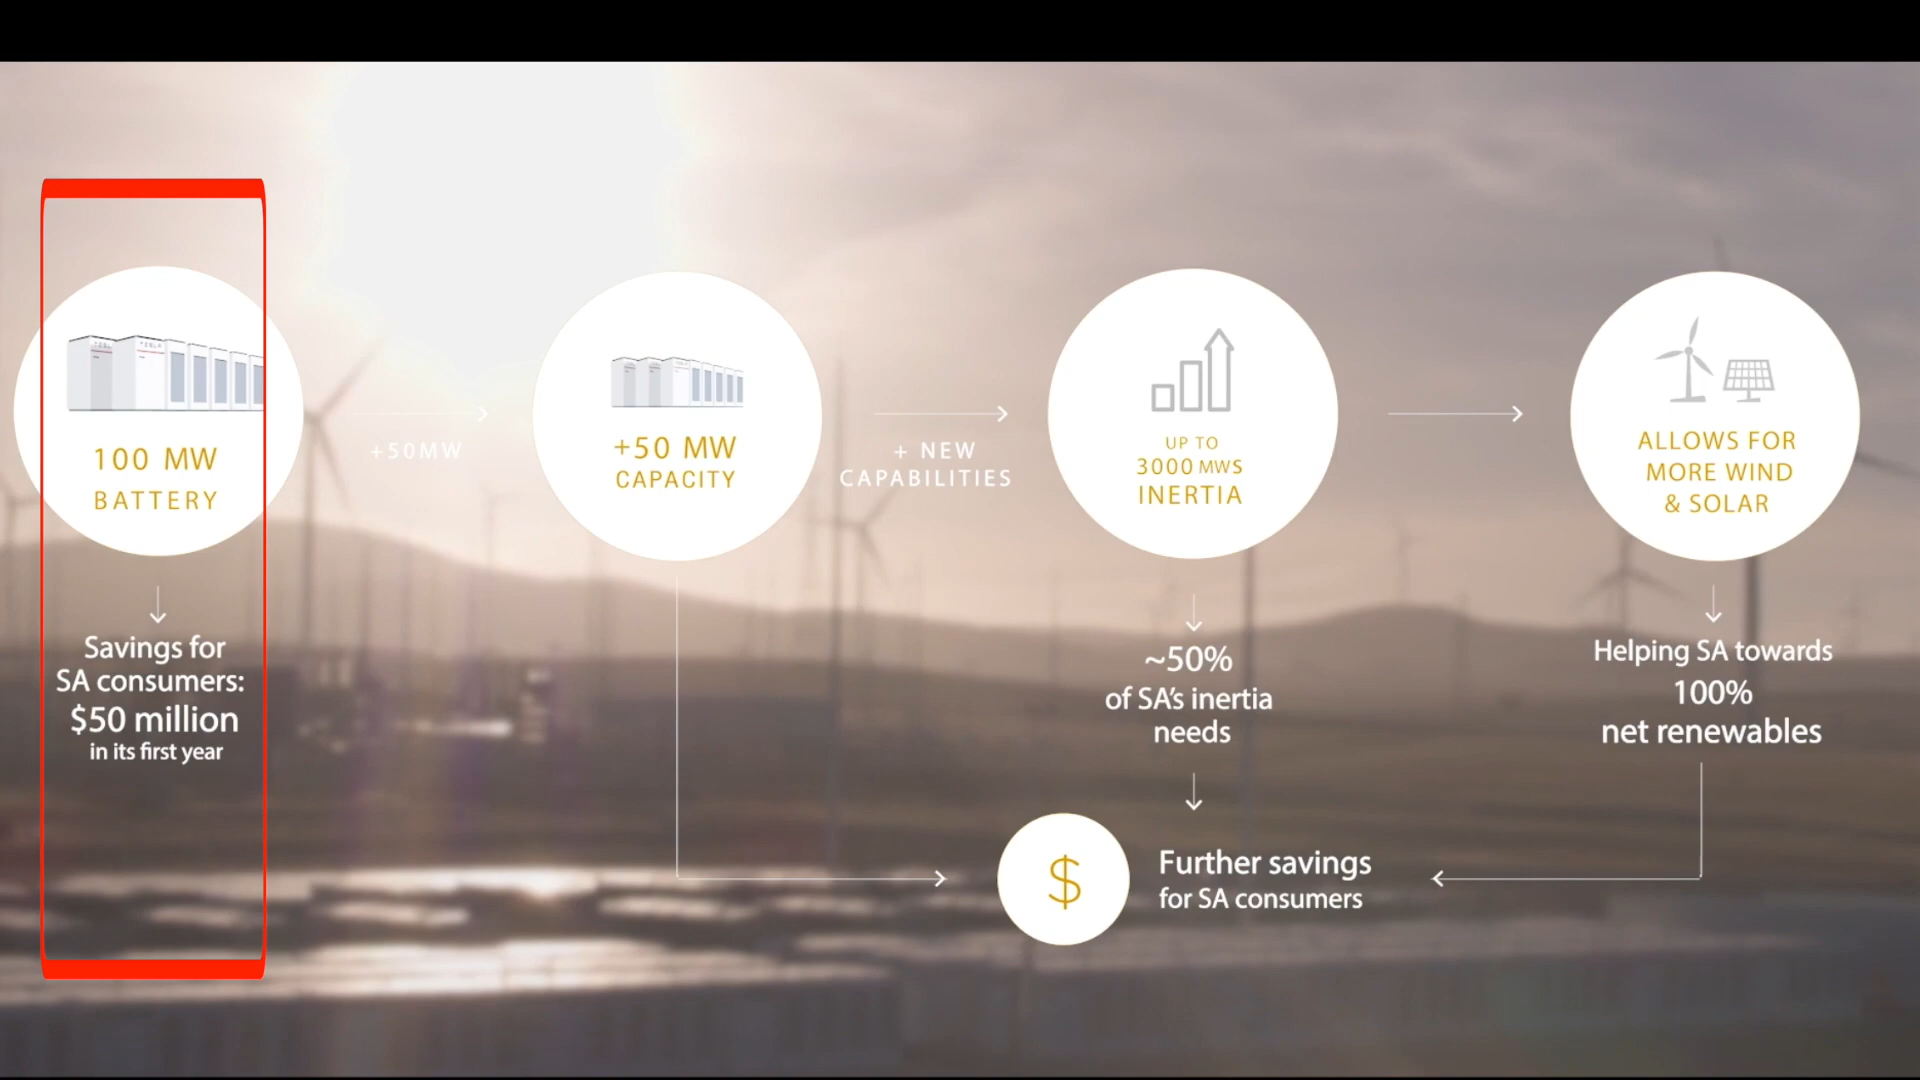 100 MW
BATTERY
Savings for
SA consumers:
$50 million
in its first year
+50MW
+50 MW
CAPACITY
+ NEW
CAPABILITIES
UP TO
3000 MWS
INERTIA
~50%
of SA's inertia
needs
ALLOWS FOR
MORE WIND
& SOLAR
Helping SA towards
100%
net renewables
$
Further savings
for SA consumers